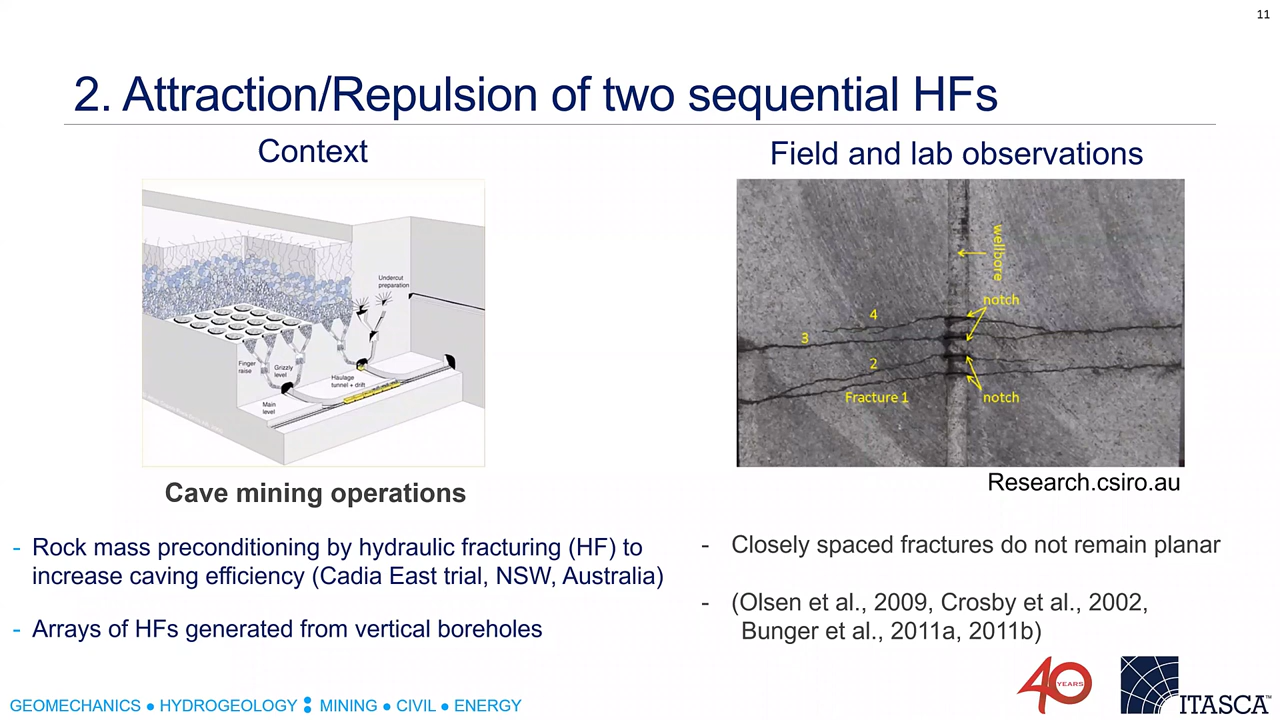 11
2. Attraction/Repulsion of two sequential HFs
Context
Undercut
preparation
Finger
raise
Grizzly
level
Haulage
tunnel + drift
Main
level
Cave mining operations
- Rock mass preconditioning by hydraulic fracturing (HF) to
increase caving efficiency (Cadia East trial, NSW, Australia)
- Arrays of HFs generated from vertical boreholes
Field and lab observations
wellbore
notch
4
3
2
Fracture 1
notch
Research.csiro.au
- Closely spaced fractures do not remain planar
- (Olsen et al., 2009, Crosby et al., 2002,
Bunger et al., 2011a, 2011b)
GEOMECHANICS ● HYDROGEOLOGY : MINING ● CIVIL ● ENERGY
40
YEARS
ITASCA™